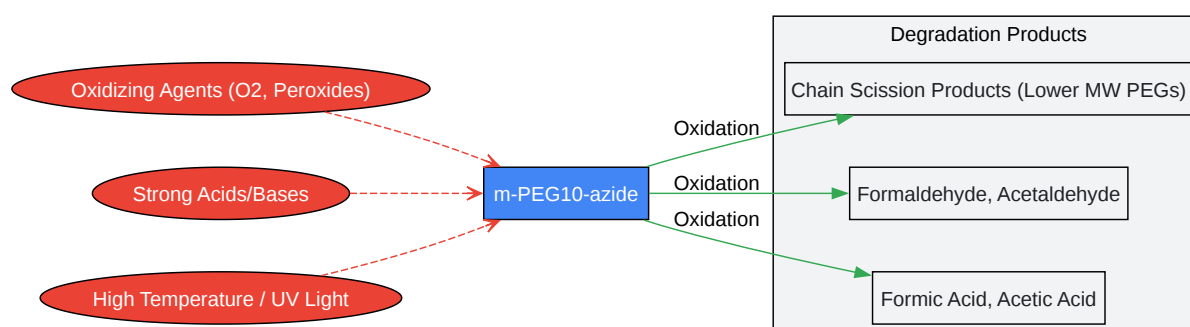 Degradation Products
Oxidizing Agents (O2, Peroxides)
Chain Scission Products (Lower MW PEGs)
Oxidation
Strong Acids/Bases
m-PEG10-azide
Oxidation
Formaldehyde, Acetaldehyde
Oxidation
High Temperature / UV Light
Formic Acid, Acetic Acid